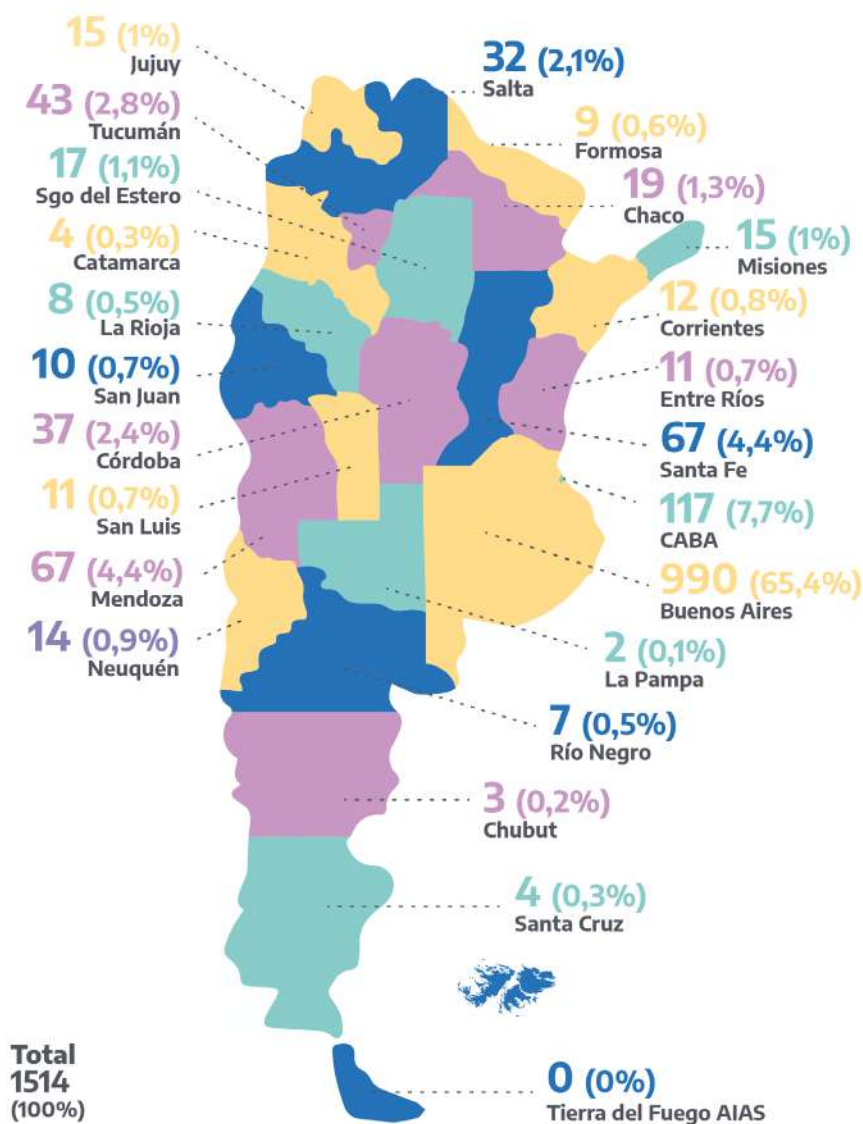 15 (1%)
Jujuy
43 (2,8%)
Tucumán
17 (1,1%)
Sgo del Estero
4 (0,3%)
Catamarca
8 (0,5%)
La Rioja
10 (0,7%)
San Juan
37 (2,4%)
Córdoba
11 (0,7%)
San Luis
67 (4,4%)
Mendoza
14 (0,9%)
Neuquén
32 (2,1%)
Salta
9 (0,6%)
Formosa
19 (1,3%)
Chaco
15 (1%)
Misiones
12 (0,8%)
Corrientes
11 (0,7%)
Entre Ríos
67 (4,4%)
Santa Fe
117 (7,7%)
CABA
990 (65,4%)
Buenos Aires
2 (0,1%)
La Pampa
7 (0,5%)
Río Negro
3 (0,2%)
Chubut
4 (0,3%)
Santa Cruz
0 (0%)
Tierra del Fuego AIAS
Total
1514
(100%)